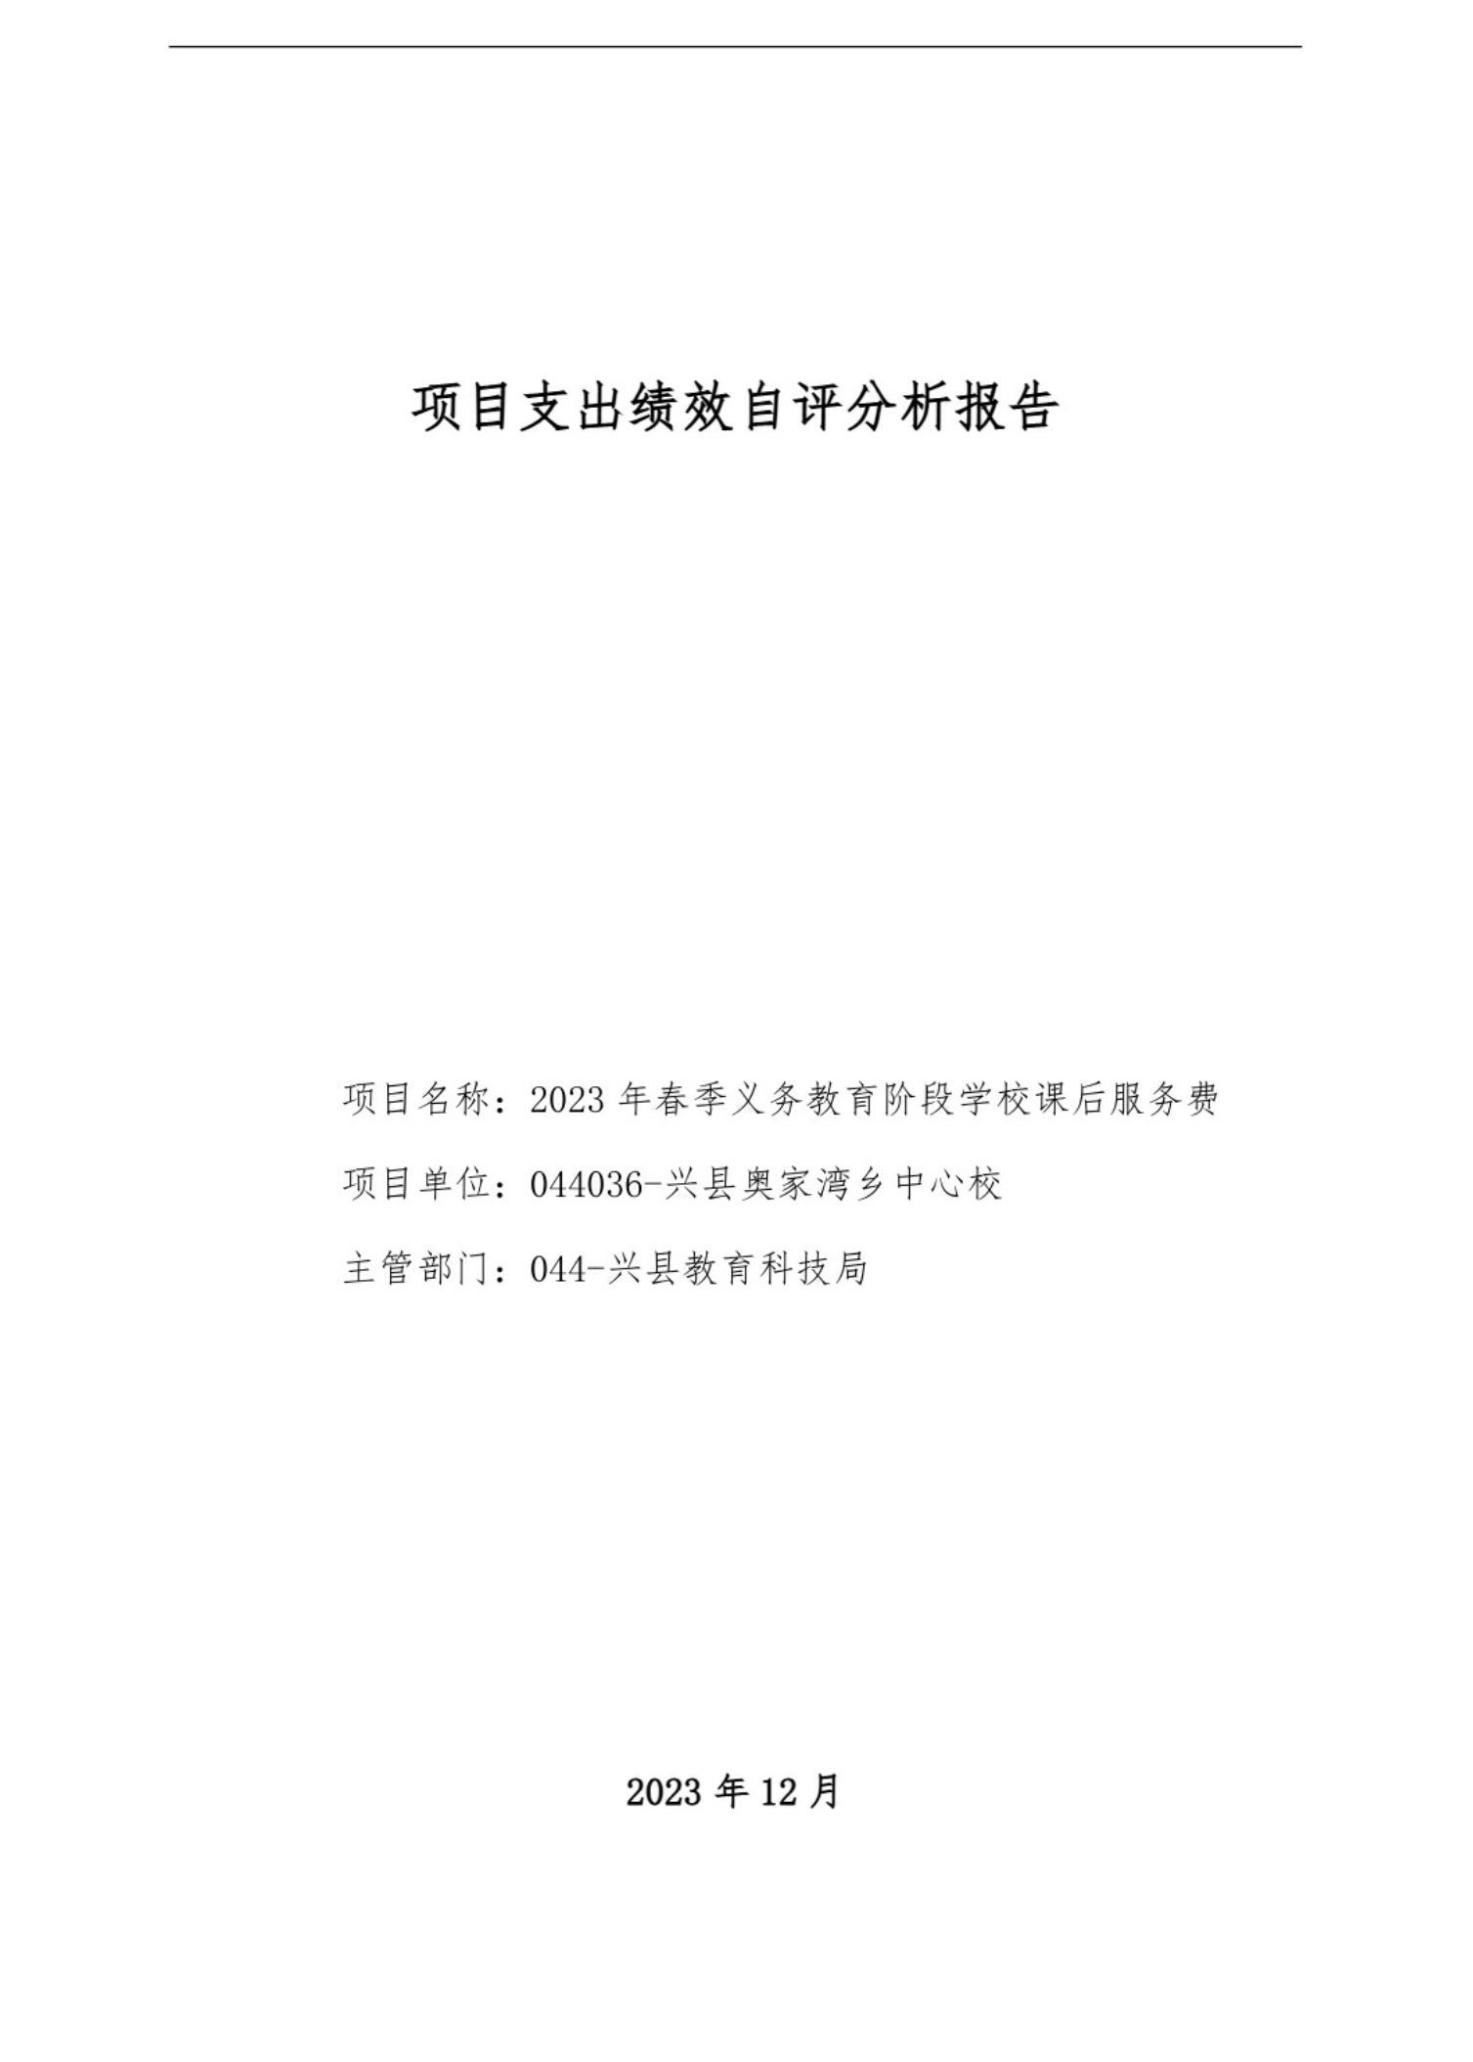 项目支出绩效自评分析报告
项目名称：2023 年春季义务教育阶段学校课后服务费
项目单位：044036-兴县奥家湾乡中心校
主管部门：044-兴县教育科技局
2023 年 12 月